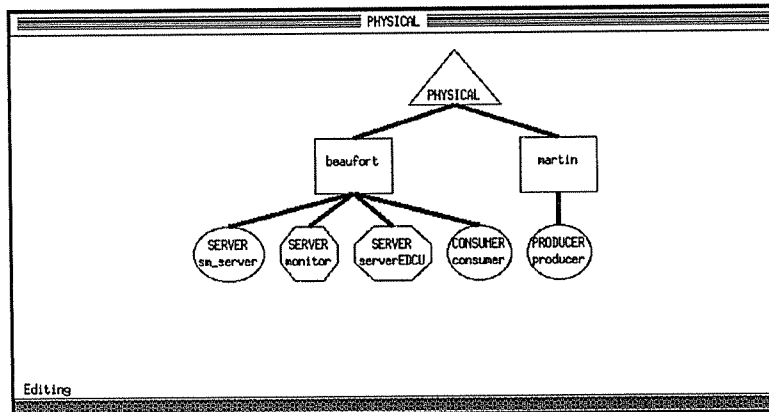 PHYSICAL
PHYSICAL
beaufort
martin
SERVER
sm_server
SERVER
monitor
SERVER
serverEDCU
CONSUMER
consumer
PRODUCER
producer
Editing